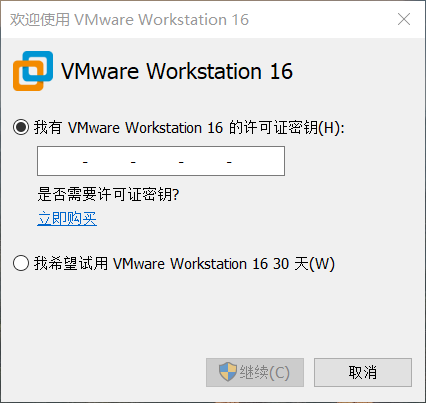 欢迎使用 VMware Workstation 16
VMware Workstation 16
我有 VMware Workstation 16 的许可证密钥(H):
- - - -
是否需要许可证密钥?
立即购买
我希望试用 VMware Workstation 16 30 天(W)
继续(C) 取消